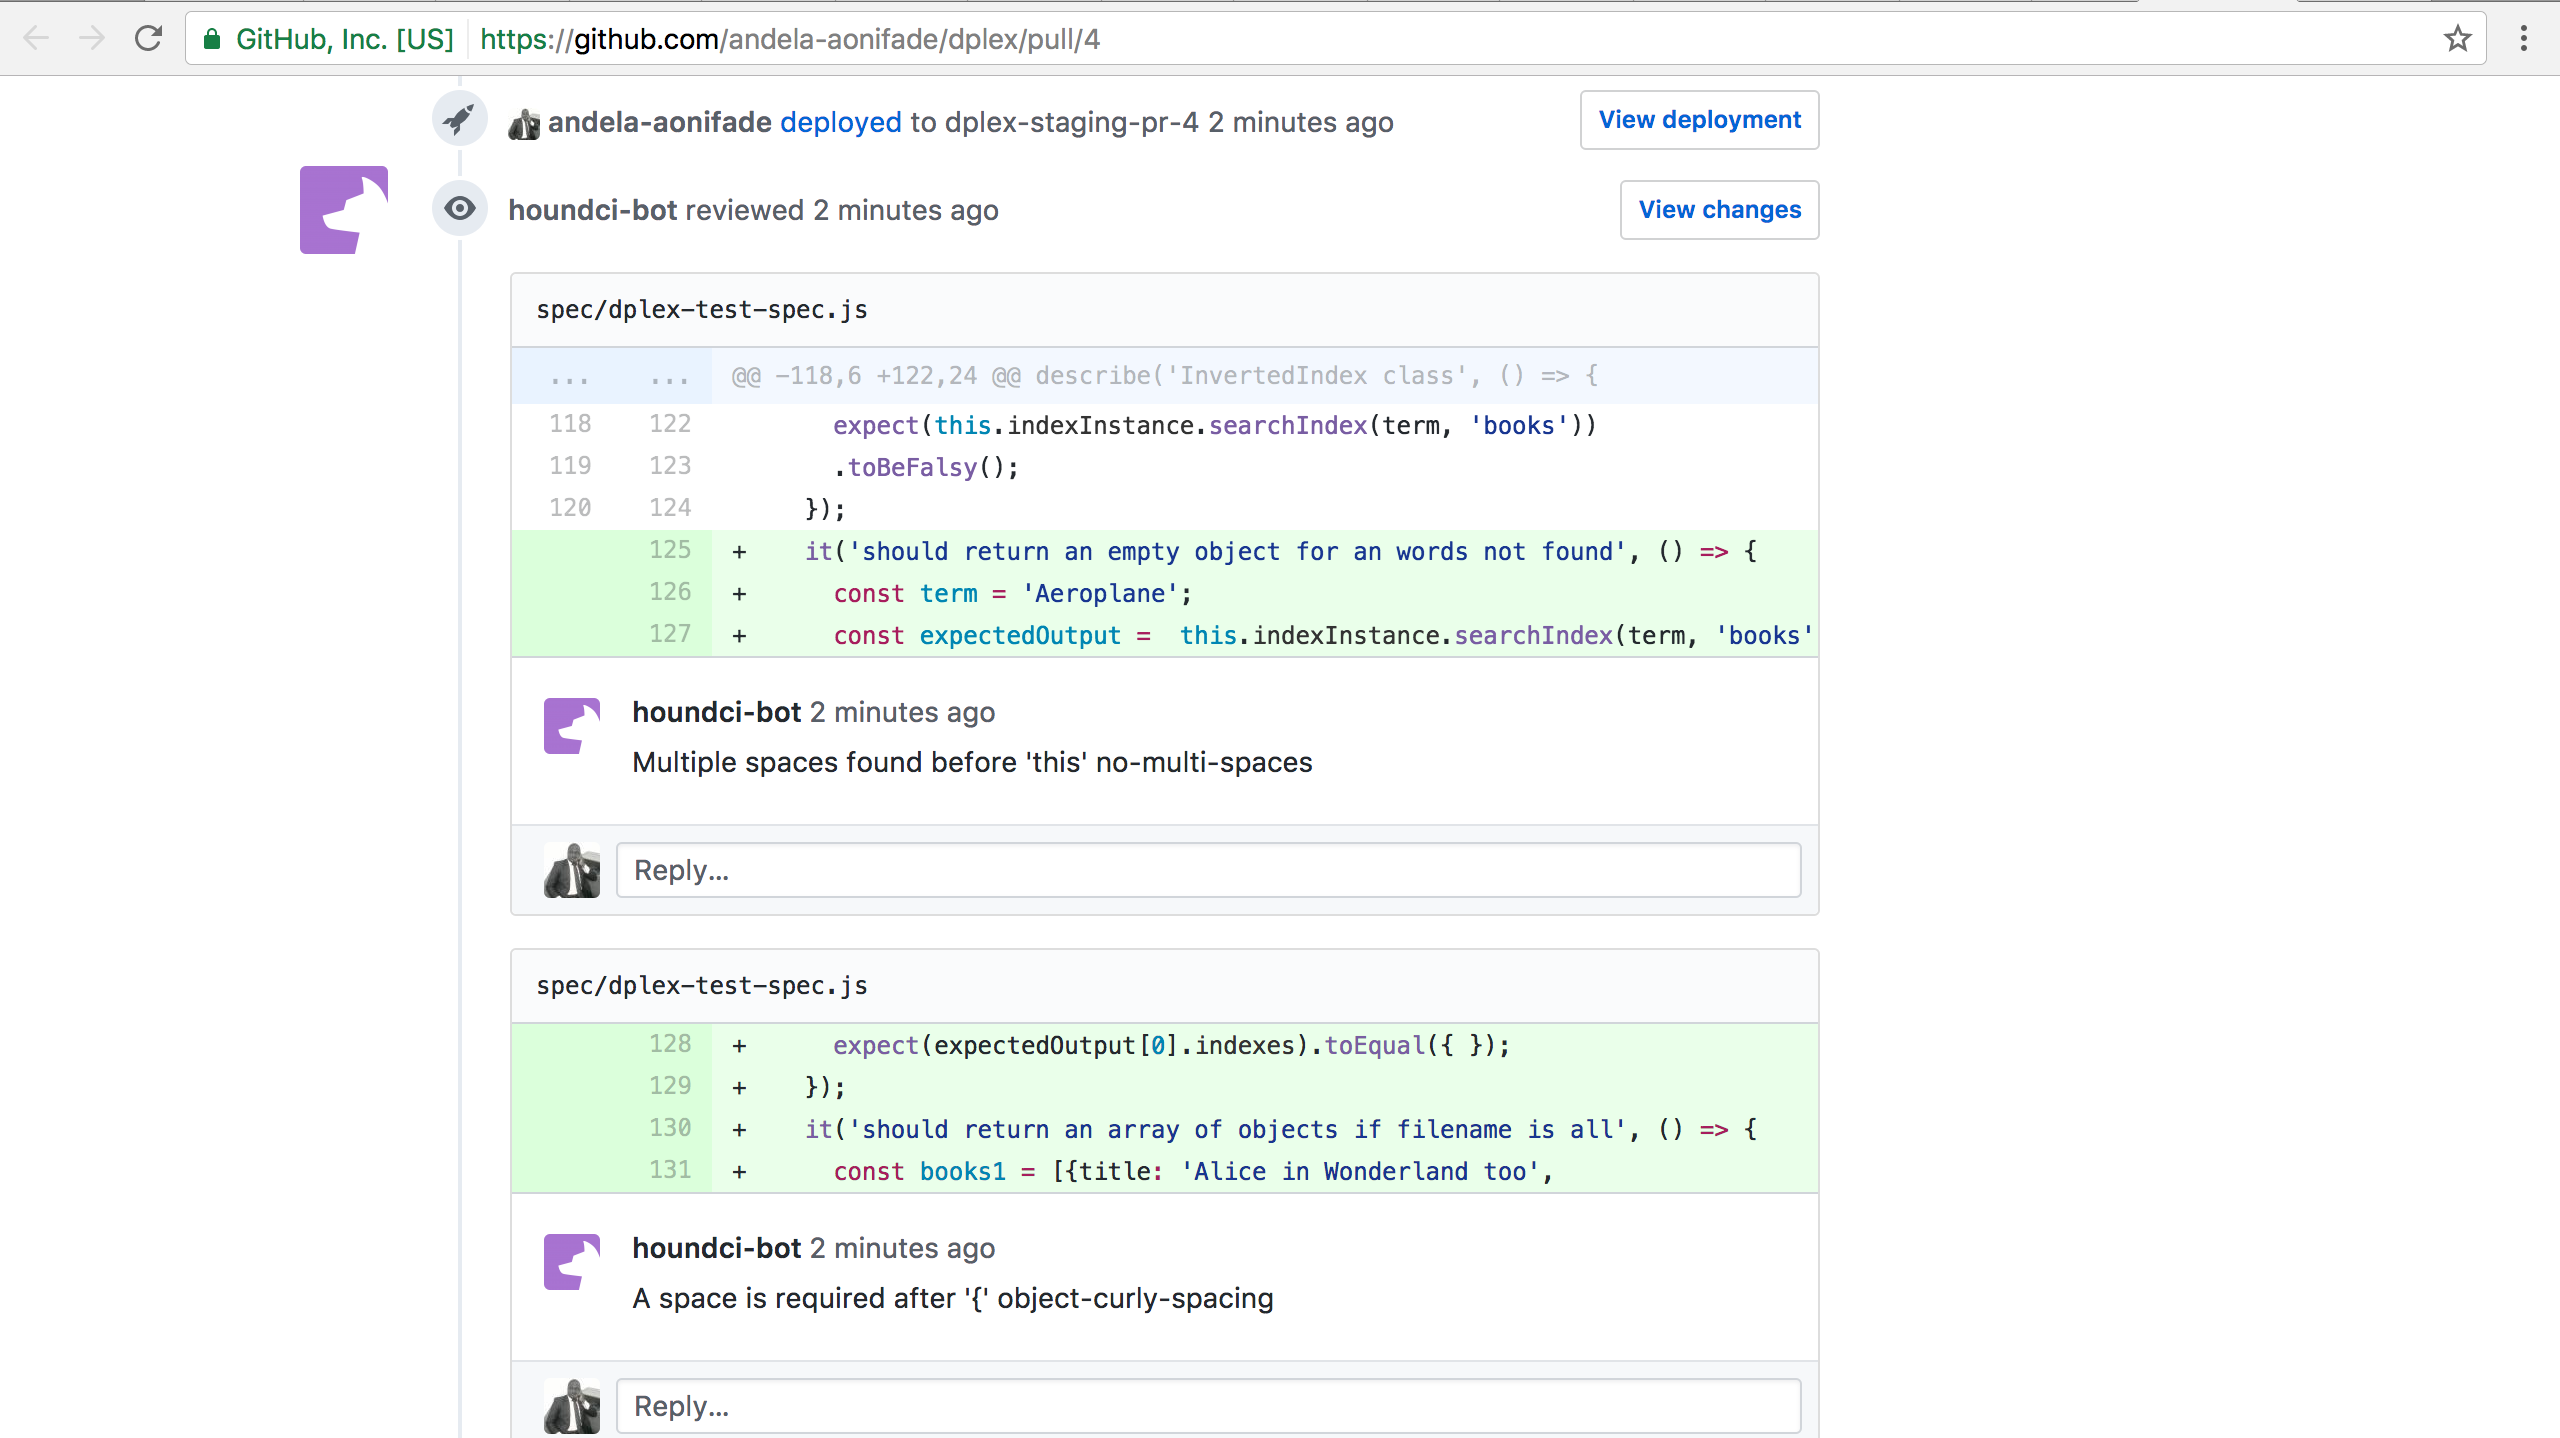 GitHub, Inc. [US] https://github.com/andela-aonifade/dplex/pull/4
andela-aonifade deployed to dplex-staging-pr-4 2 minutes ago
View deployment
houndci-bot reviewed 2 minutes ago
View changes
spec/dplex-test-spec.js
... ... @@ -118,6 +122,24 @@ describe('InvertedIndex class', () => {
118 122 expect(this.indexInstance.searchIndex(term, 'books'))
119 123 .toBeFalsy();
120 124 });
125 + it('should return an empty object for an words not found', () => {
126 + const term = 'Aeroplane';
127 + const expectedOutput =  this.indexInstance.searchIndex(term, 'books'
houndci-bot 2 minutes ago
Multiple spaces found before 'this' no-multi-spaces
Reply...
spec/dplex-test-spec.js
128 + expect(expectedOutput[0].indexes).toEqual({ });
129 + });
130 + it('should return an array of objects if filename is all', () => {
131 + const books1 = [{title: 'Alice in Wonderland too',
houndci-bot 2 minutes ago
A space is required after '{' object-curly-spacing
Reply...